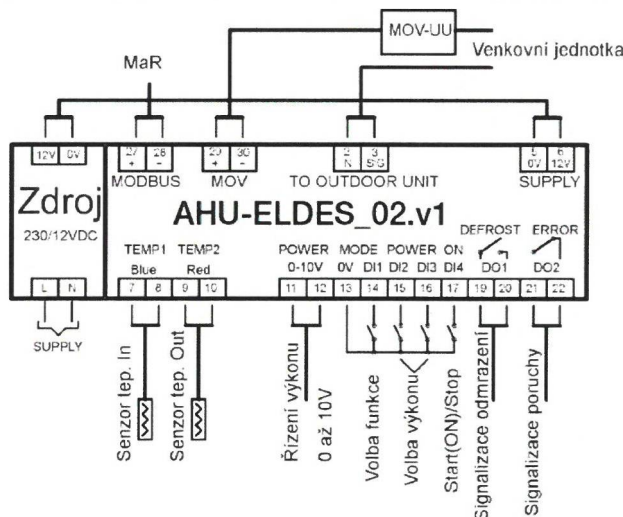 MOV-UU
Venkovní jednotka
MaR
12V 0V 27 28 29 30 2 3 5 6
+ - + - N SIG 0V 12V
MODBUS MOV TO OUTDOOR UNIT SUPPLY
Zdroj
230/12VDC
AHU-ELDES_02.v1
DEFROST ERROR
TEMP1 TEMP2 POWER MODE POWER ON
Blue Red 0-10V 0V DI1 DI2 DI3 DI4 DO1 DO2
L N 7 8 9 10 11 12 13 14 15 16 17 19 20 21 22
SUPPLY
Senzor tep. In
Senzor tep. Out
Řízení výkonu
0 až 10V
Volba funkce
Volba výkonu
Start(ON)/Stop
Signalizace odmrazení
Signalizace poruchy